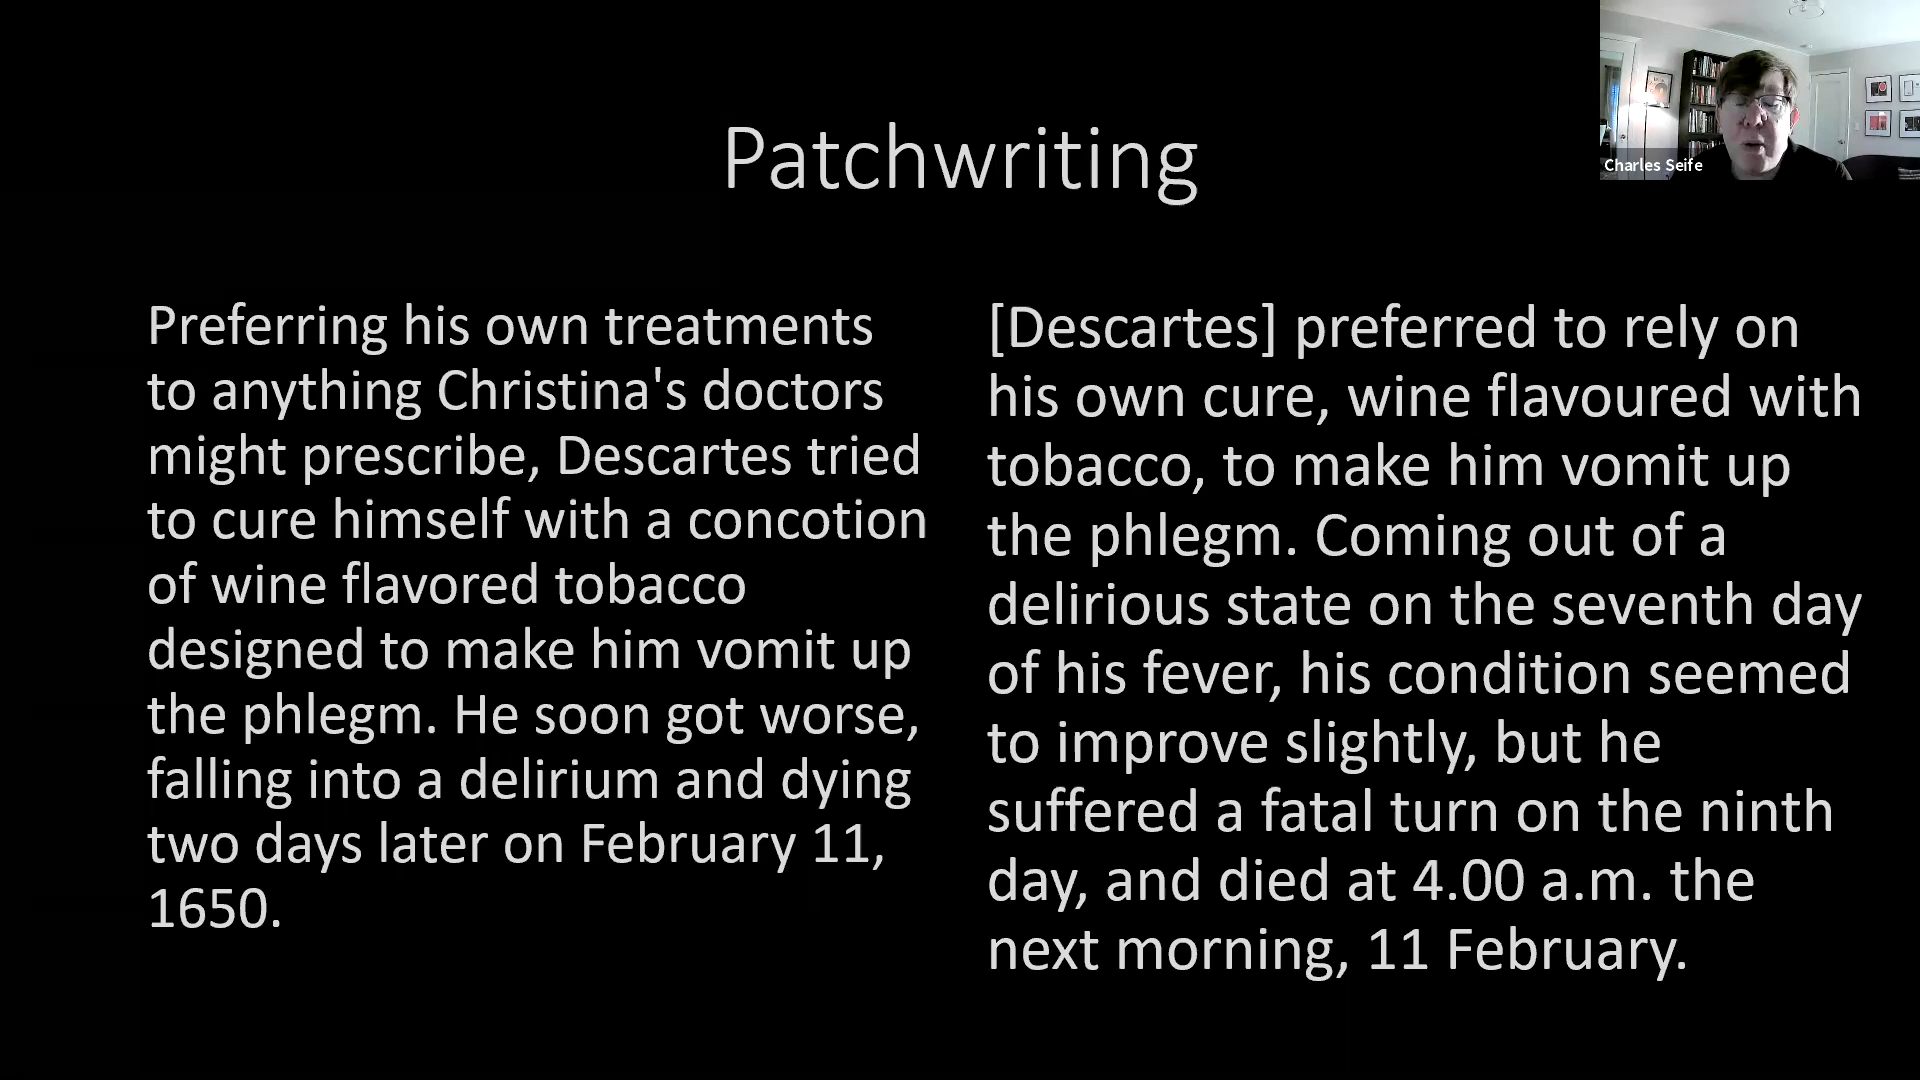 Patchwriting
Charles Seife
Preferring his own treatments
to anything Christina's doctors
might prescribe, Descartes tried
to cure himself with a concotion
of wine flavored tobacco
designed to make him vomit up
the phlegm. He soon got worse,
falling into a delirium and dying
two days later on February 11,
1650.
[Descartes] preferred to rely on
his own cure, wine flavoured with
tobacco, to make him vomit up
the phlegm. Coming out of a
delirious state on the seventh day
of his fever, his condition seemed
to improve slightly, but he
suffered a fatal turn on the ninth
day, and died at 4.00 a.m. the
next morning, 11 February.